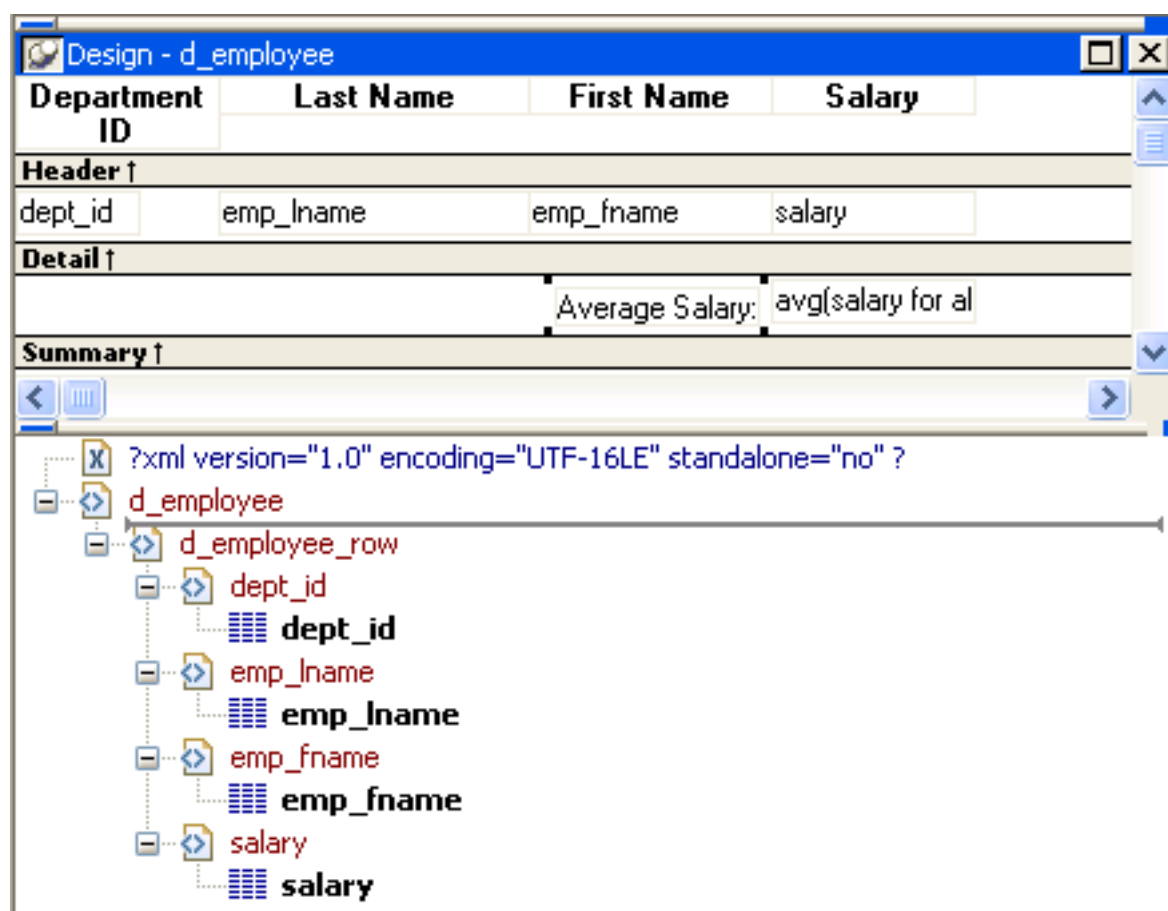 Design - d_employee
Department ID Last Name First Name Salary
Header ↑
dept_id emp_lname emp_fname salary
Detail ↑
Average Salary: avg(salary for al
Summary ↑
?xml version="1.0" encoding="UTF-16LE" standalone="no" ?
d_employee
d_employee_row
dept_id
dept_id
emp_lname
emp_lname
emp_fname
emp_fname
salary
salary